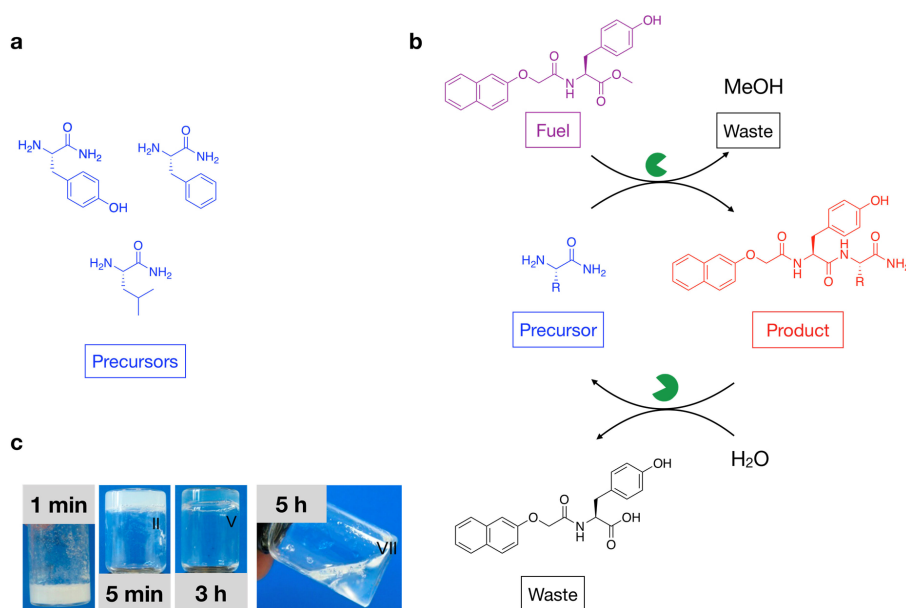 a
O
H₂N
NH₂
OH
O
H₂N
NH₂
O
H₂N
NH₂
Precursors
b
OH
O
O
N
H
O
O
Fuel
MeOH
Waste
O
H₂N
NH₂
R
Precursor
OH
O
O
N
H
H
N
O
O
NH₂
R
Product
H₂O
OH
O
O
N
H
OH
O
Waste
c
1 min
II
5 min
V
3 h
5 h
VII